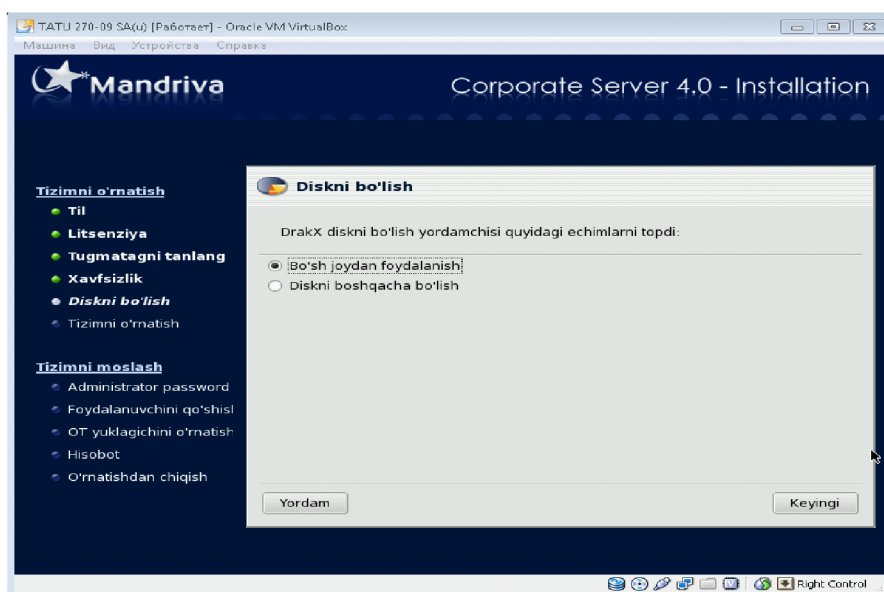 TATU 270-09 SA(u) [Работает] - Oracle VM VirtualBox
Машина Вид Устройства Справка
Mandriva
Corporate Server 4.0 - Installation
Tizimni o'rnatish
Til
Litsenziya
Tugmatagni tanlang
Xavfsizlik
Diskni bo'lish
Tizimni o'rnatish
Tizimni moslash
Administrator password
Foydalanuvchini qo'shisl
OT yuklagichini o'rnatish
Hisobot
O'rnatishdan chiqish
Diskni bo'lish
DrakX diskni bo'lish yordamchisi quyidagi echimlarni topdi:
Bo'sh joydan foydalanish
Diskni boshqacha bo'lish
Yordam
Keyingi
Right Control